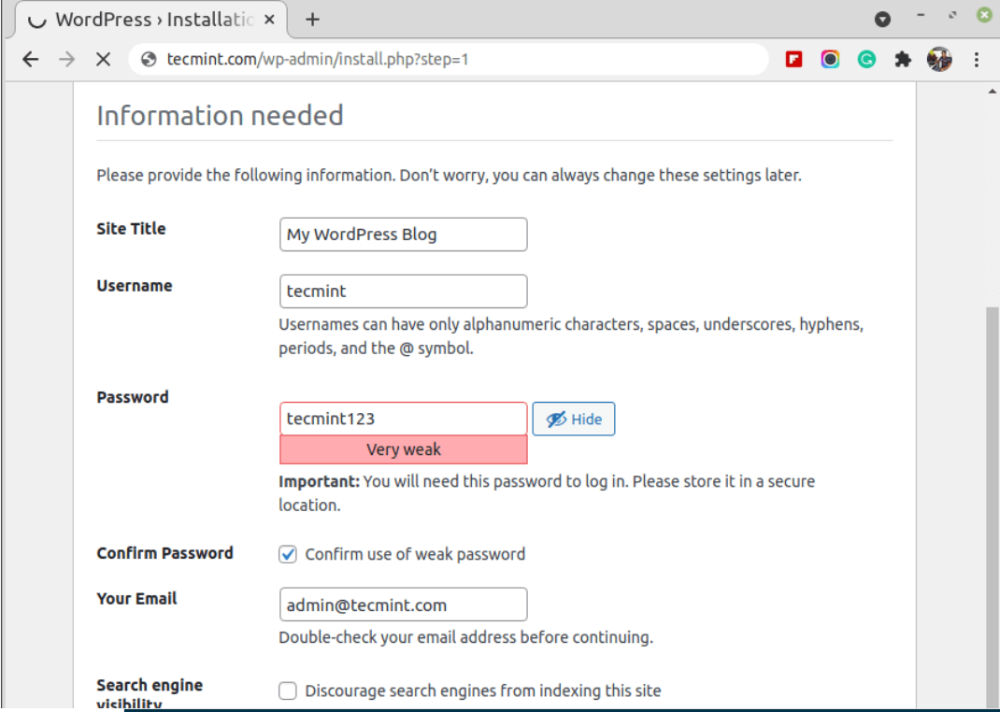 WordPress › Installatio
tecmint.com/wp-admin/install.php?step=1
Information needed
Please provide the following information. Don't worry, you can always change these settings later.
Site Title
My WordPress Blog
Username
tecmint
Usernames can have only alphanumeric characters, spaces, underscores, hyphens,
periods, and the @ symbol.
Password
tecmint123
Hide
Very weak
Important: You will need this password to log in. Please store it in a secure
location.
Confirm Password
Confirm use of weak password
Your Email
admin@tecmint.com
Double-check your email address before continuing.
Search engine
visibility
Discourage search engines from indexing this site